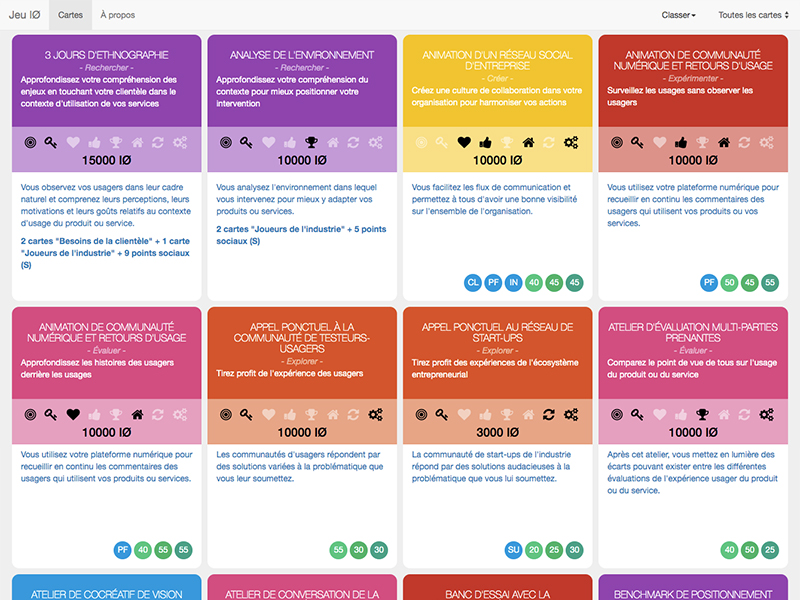 Jeu IØ
Cartes
À propos
Classer
Toutes les cartes
3 JOURS D'ETHNOGRAPHIE
- Rechercher -
Approfondissez votre compréhension des
enjeux en touchant votre clientèle dans le
contexte d'utilisation de vos services
15000 IØ
Vous observez vos usagers dans leur cadre
naturel et comprenez leurs perceptions, leurs
motivations et leurs goûts relatifs au contexte
d'usage du produit ou service.
2 cartes "Besoins de la clientèle" + 1 carte
"Joueurs de l'industrie" + 9 points sociaux
(S)
ANALYSE DE L'ENVIRONNEMENT
- Rechercher -
Approfondissez votre compréhension du
contexte pour mieux positionner votre
intervention
10000 IØ
Vous analysez l'environnement dans lequel
vous intervenez pour mieux y adapter vos
produits ou services.
2 cartes "Joueurs de l'industrie" + 5 points
sociaux (S)
ANIMATION D'UN RÉSEAU SOCIAL
D'ENTREPRISE
- Créer -
Créez une culture de collaboration dans votre
organisation pour harmoniser vos actions
10000 IØ
Vous facilitez les flux de communication et
permettez à tous d'avoir une bonne visibilité
sur l'ensemble de l'organisation.
CL PF IN 40 45 45
ANIMATION DE COMMUNAUTÉ
NUMÉRIQUE ET RETOURS D'USAGE
- Expérimenter -
Surveillez les usages sans observer les
usagers
10000 IØ
Vous utilisez votre plateforme numérique pour
recueillir en continu les commentaires des
usagers qui utilisent vos produits ou vos
services.
PF 50 45 55
ANIMATION DE COMMUNAUTÉ
NUMÉRIQUE ET RETOURS D'USAGE
- Évaluer -
Approfondissez les histoires des usagers
derrière les usages
10000 IØ
Vous utilisez votre plateforme numérique pour
recueillir en continu les commentaires des
usagers qui utilisent vos produits ou services.
PF 40 55 55
APPEL PONCTUEL À LA
COMMUNAUTÉ DE TESTEURS-
USAGERS
- Explorer -
Tirez profit de l'expérience des usagers
10000 IØ
Les communautés d'usagers répondent par
des solutions variées à la problématique que
vous leur soumettez.
55 30 30
APPEL PONCTUEL AU RÉSEAU DE
START-UPS
- Explorer -
Tirez profit des expériences de l'écosystème
entrepreneurial
3000 IØ
La communauté de start-ups de l'industrie
répond par des solutions audacieuses à la
problématique que vous lui soumettez.
SU 20 25 30
ATELIER D'ÉVALUATION MULTI-PARTIES
PRENANTES
- Évaluer -
Comparez le point de vue de tous sur l'usage
du produit ou du service
10000 IØ
Après cet atelier, vous mettez en lumière des
écarts pouvant exister entre les différentes
évaluations de l'expérience usager du produit
ou du service.
40 50 25
ATELIER DE COCRÉATIF DE VISION
ATELIER DE CONVERSATION DE LA
BANC D'ESSAI AVEC LA
BENCHMARK DE POSITIONNEMENT